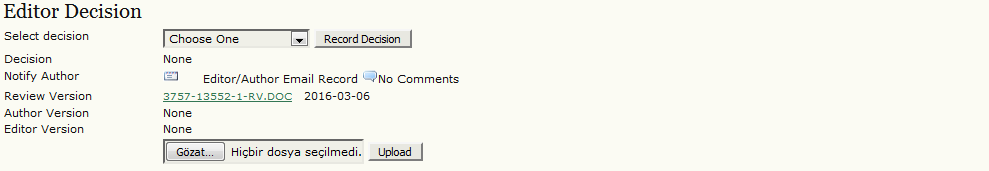 Editor Decision
Select decision Choose One Record Decision
Decision None
Notify Author Editor/Author Email Record No Comments
Review Version 3757-13552-1-RV.DOC 2016-03-06
Author Version None
Editor Version None
Gözat... Hiçbir dosya seçilmedi. Upload